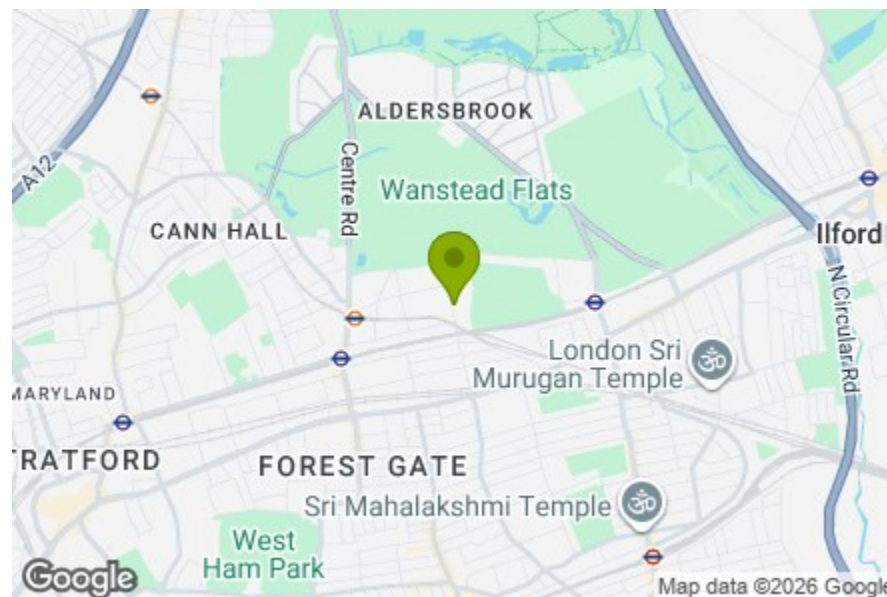 ALDERSBROOK
A12
Centre Rd
Wanstead Flats
CANN HALL
Ilford
N Circular Rd
London Sri
Murugan Temple
MARYLAND
TRATFORD
FOREST GATE
Sri Mahalakshmi Temple
West
Ham Park
Google
Map data ©2026 Google